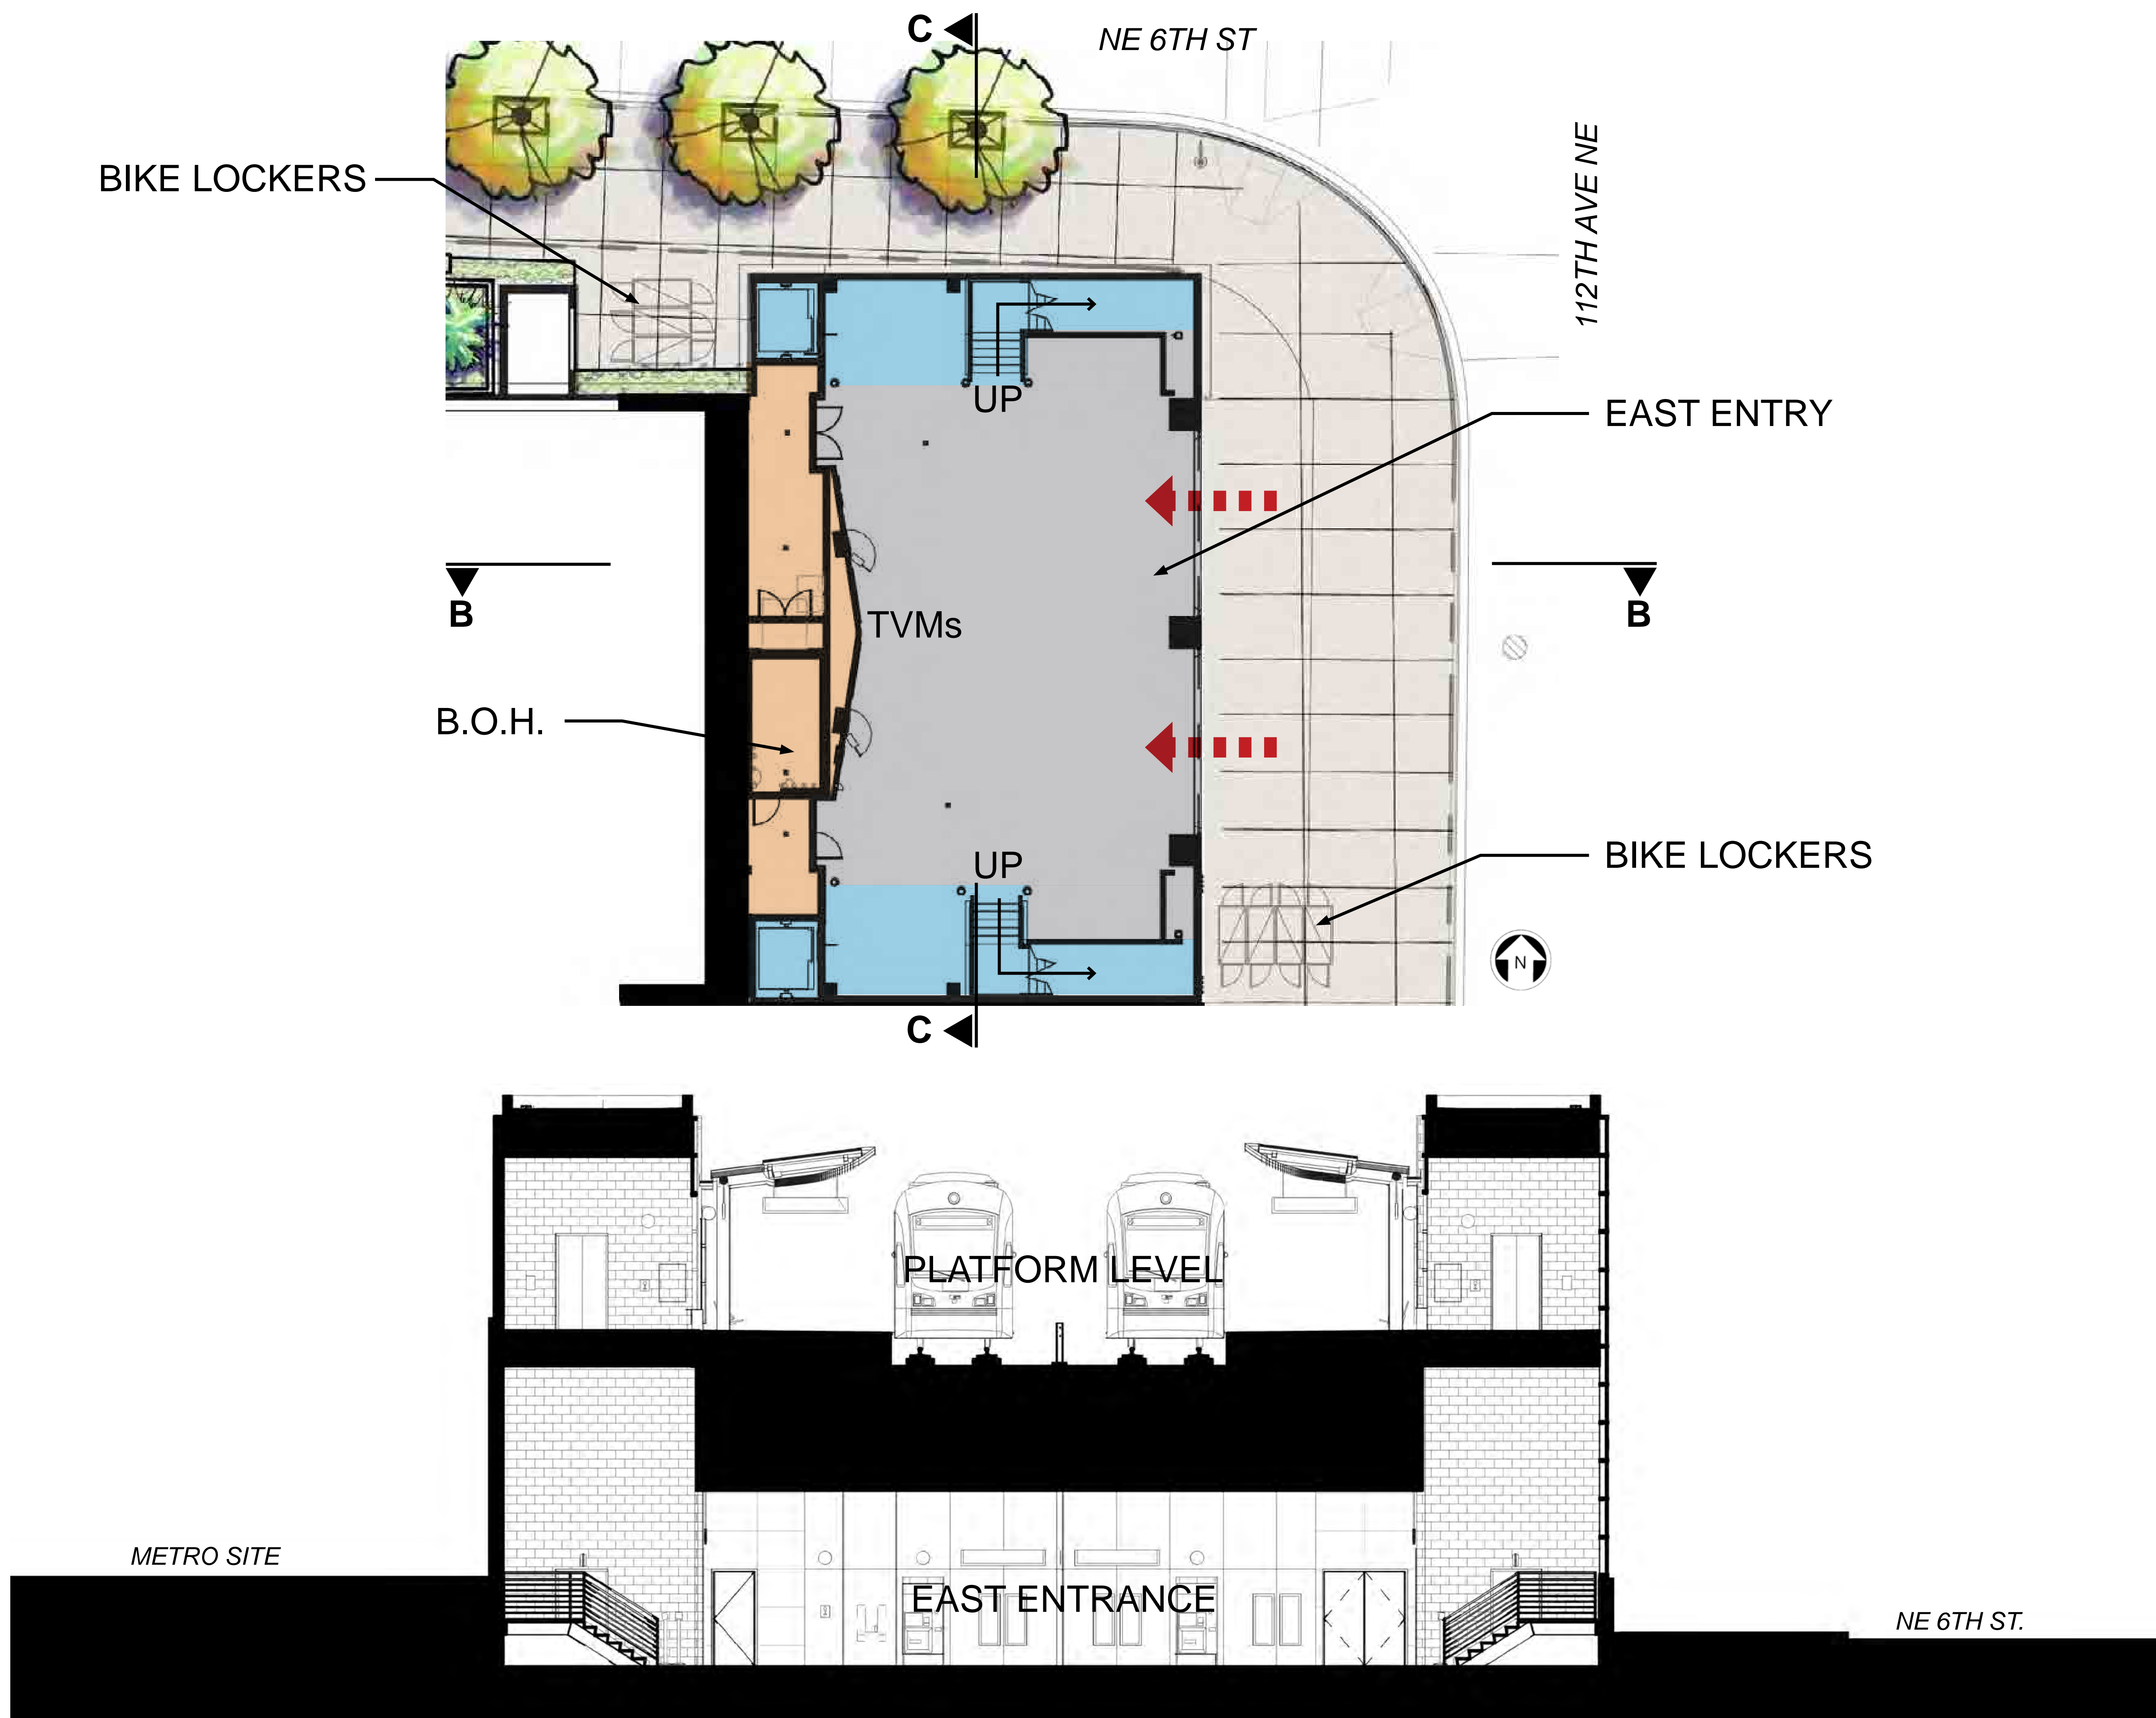 C
NE 6TH ST
112TH AVE NE
BIKE LOCKERS
UP
EAST ENTRY
B
B
TVMs
B.O.H.
UP
BIKE LOCKERS
N
C
PLATFORM LEVEL
METRO SITE
EAST ENTRANCE
NE 6TH ST.